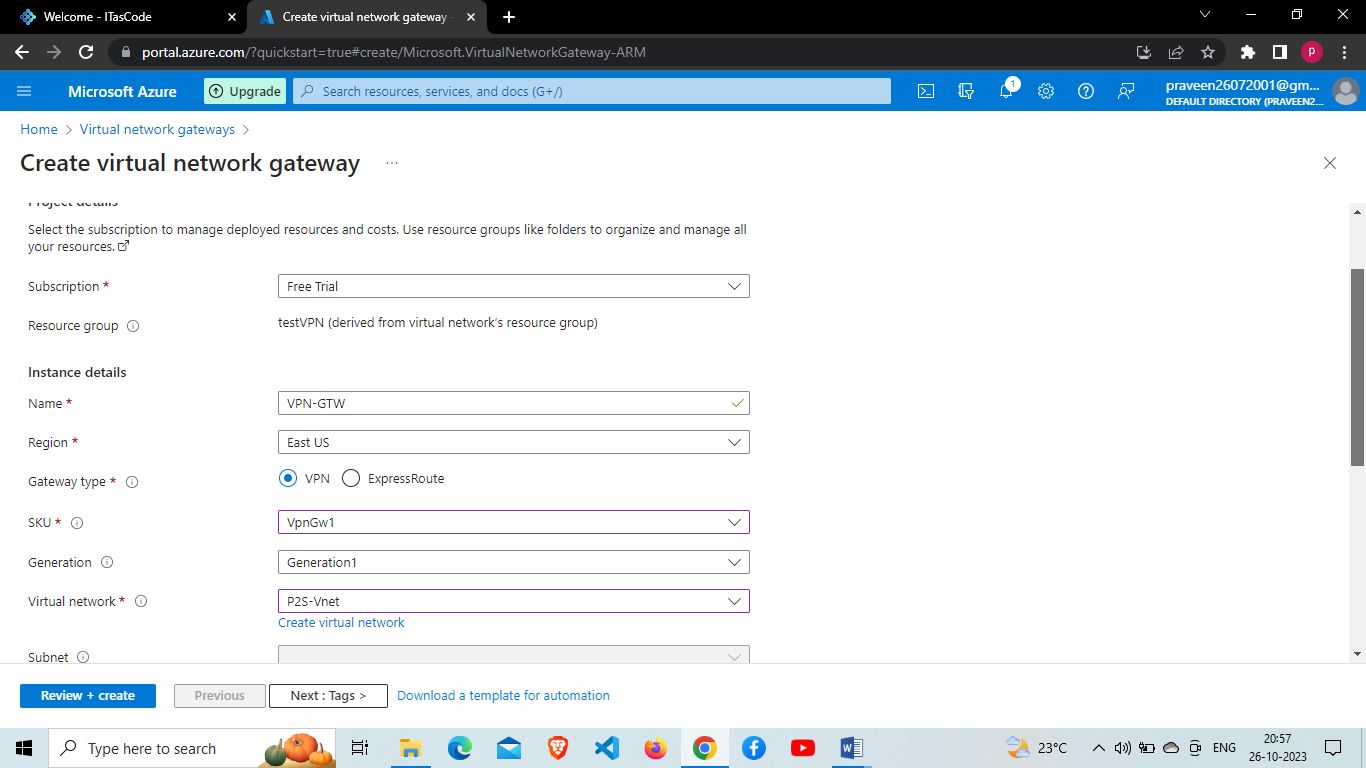 Welcome - ITasCode
Create virtual network gateway -
portal.azure.com/?quickstart=true#create/Microsoft.VirtualNetworkGateway-ARM
P
Microsoft Azure
Upgrade
Search resources, services, and docs (G+/)
1
praveen26072001@gm...
DEFAULT DIRECTORY (PRAVEEN2...
Home > Virtual network gateways >
Create virtual network gateway ...
Project details
Select the subscription to manage deployed resources and costs. Use resource groups like folders to organize and manage all
your resources.
Subscription * Free Trial
Resource group testVPN (derived from virtual network's resource group)
Instance details
Name * VPN-GTW
Region * East US
Gateway type * VPN ExpressRoute
SKU * VpnGw1
Generation Generation1
Virtual network * P2S-Vnet
Create virtual network
Subnet
Review + create Previous Next : Tags > Download a template for automation
Type here to search
23°C
ENG
20:57
26-10-2023